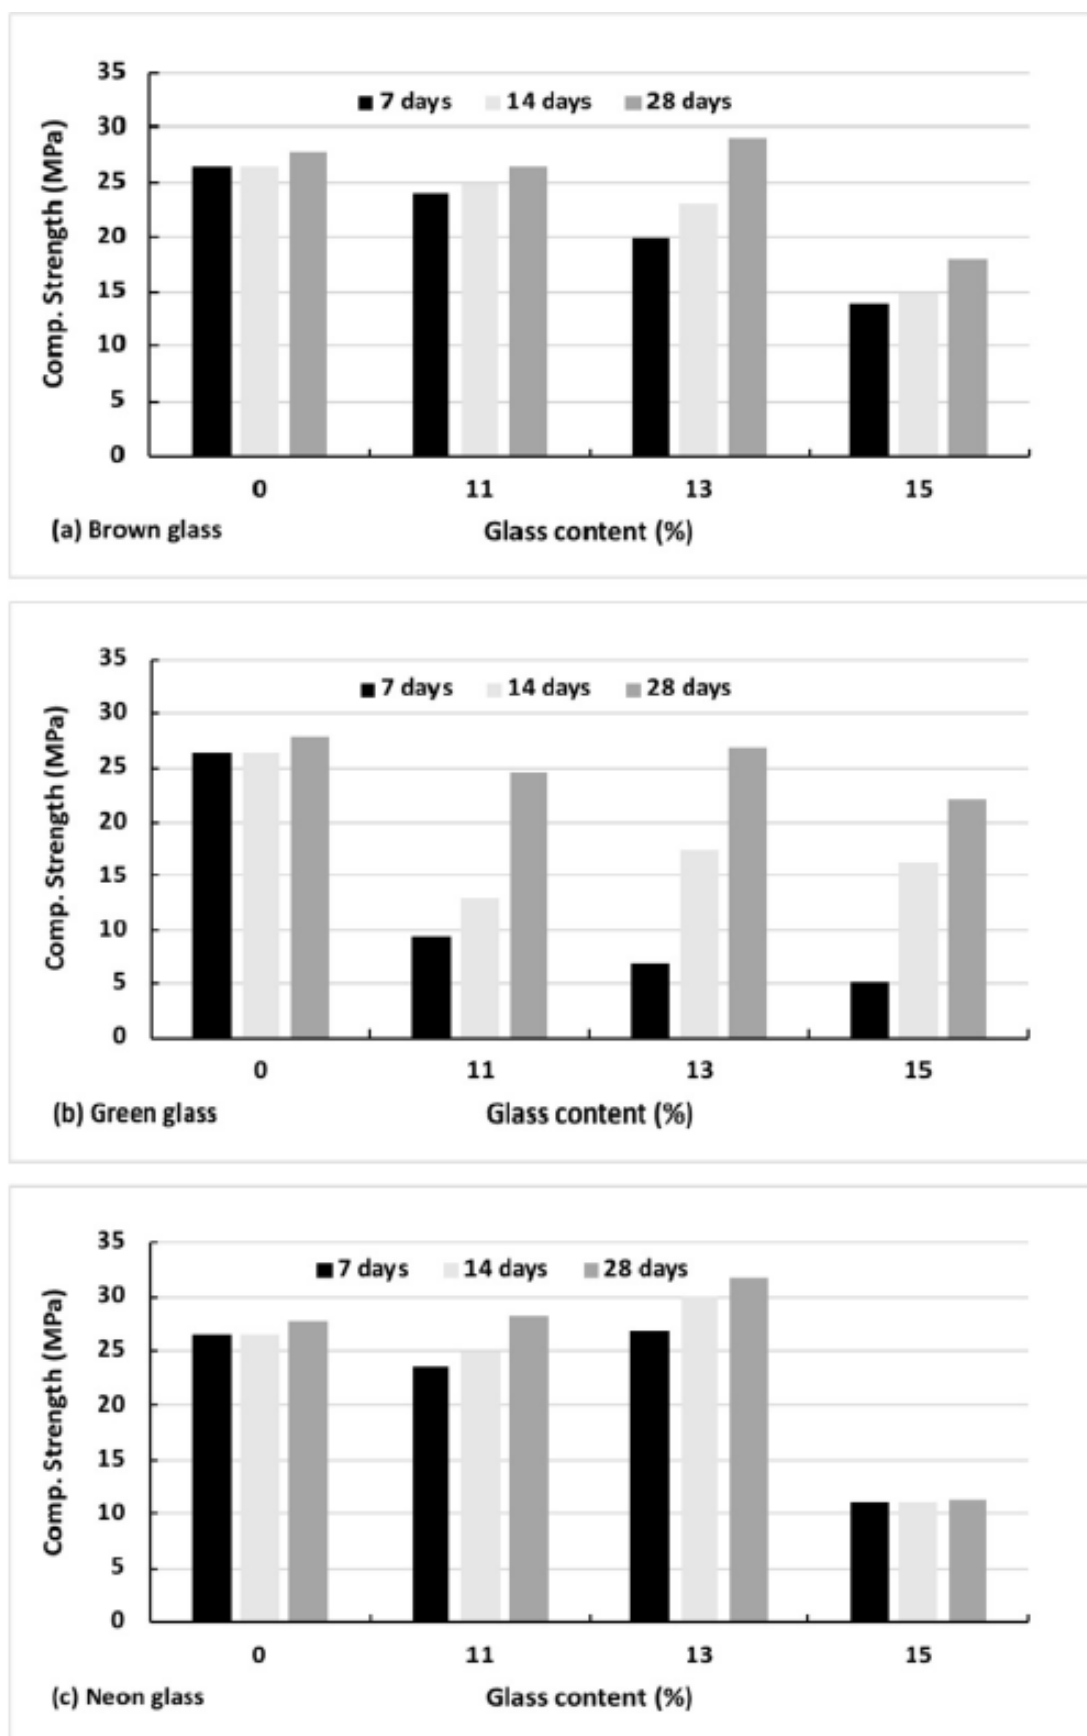 35
30
25
20
15
10
5
0
Comp. Strength (MPa)
7 days 14 days 28 days
0 11 13 15
(a) Brown glass Glass content (%)
35
30
25
20
15
10
5
0
Comp. Strength (MPa)
7 days 14 days 28 days
0 11 13 15
(b) Green glass Glass content (%)
35
30
25
20
15
10
5
0
Comp. Strength (MPa)
7 days 14 days 28 days
0 11 13 15
(c) Neon glass Glass content (%)